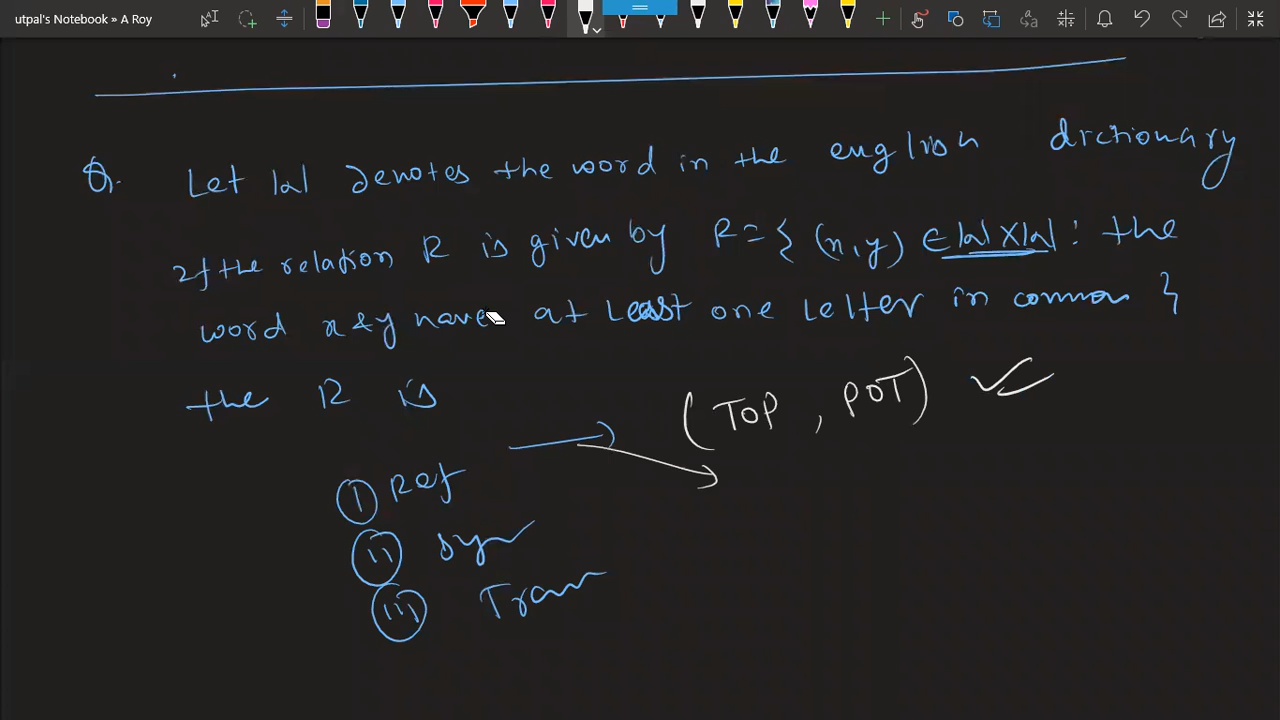 utpal's Notebook » A Roy
Q. Let |a| denotes the word in the english dictionary
If the relation R is given by R = { (x,y) ∈ |a| X |a| : the
word x & y have at least one letter in common }
the R is
(TOP, POT) ✓
(i) Ref
(ii) Sym
(iii) Tran